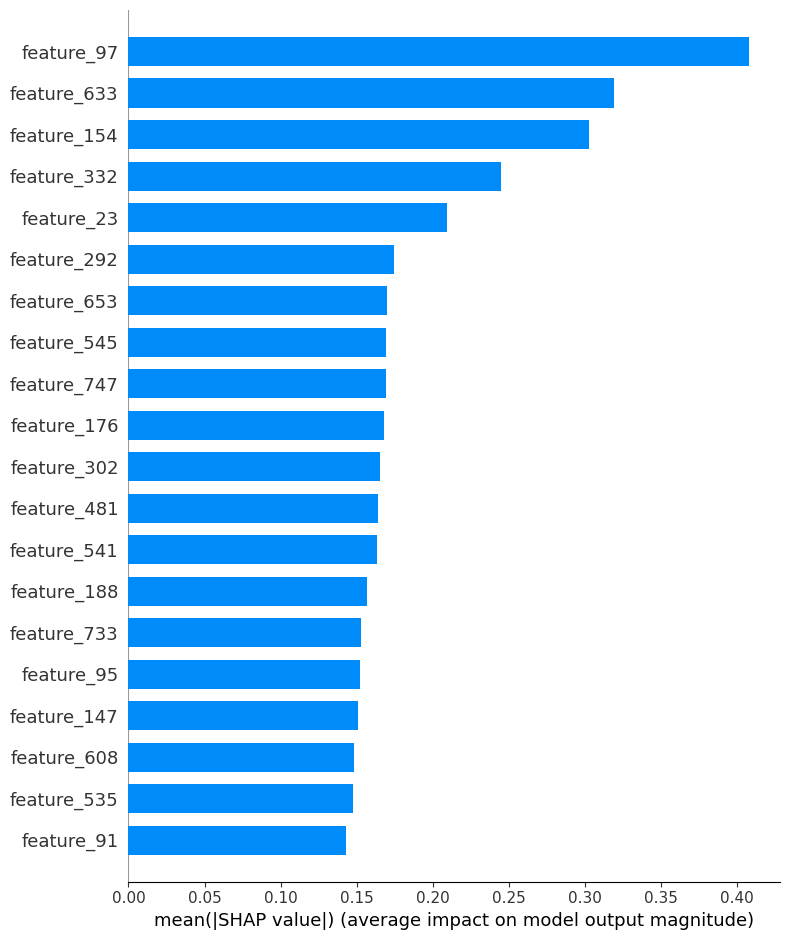 feature_97
feature_633
feature_154
feature_332
feature_23
feature_292
feature_653
feature_545
feature_747
feature_176
feature_302
feature_481
feature_541
feature_188
feature_733
feature_95
feature_147
feature_608
feature_535
feature_91
0.00 0.05 0.10 0.15 0.20 0.25 0.30 0.35 0.40
mean(|SHAP value|) (average impact on model output magnitude)